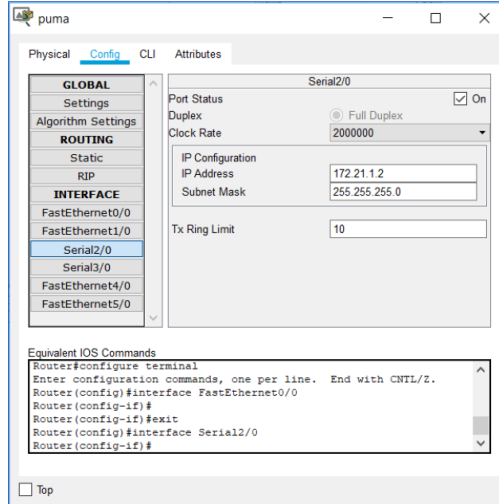 puma
Physical Config CLI Attributes
GLOBAL
Settings
Algorithm Settings
ROUTING
Static
RIP
INTERFACE
FastEthernet0/0
FastEthernet1/0
Serial2/0
Serial3/0
FastEthernet4/0
FastEthernet5/0
Serial2/0
Port Status On
Duplex Full Duplex
Clock Rate 2000000
IP Configuration
IP Address 172.21.1.2
Subnet Mask 255.255.255.0
Tx Ring Limit 10
Equivalent IOS Commands
Router#configure terminal
Enter configuration commands, one per line. End with CNTL/Z.
Router(config)#interface FastEthernet0/0
Router(config-if)#
Router(config-if)#exit
Router(config)#interface Serial2/0
Router(config-if)#
Top